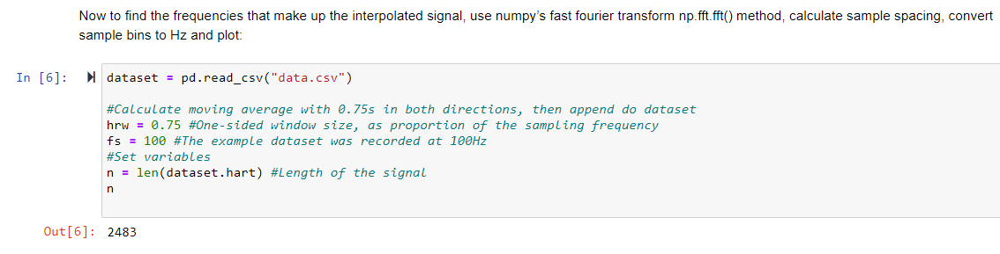 Now to find the frequencies that make up the interpolated signal, use numpy's fast fourier transform np.fft.fft() method, calculate sample spacing, convert
sample bins to Hz and plot:
In [6]: dataset = pd.read_csv("data.csv")
#Calculate moving average with 0.75s in both directions, then append do dataset
hrw = 0.75 #One-sided window size, as proportion of the sampling frequency
fs = 100 #The example dataset was recorded at 100Hz
#Set variables
n = len(dataset.hart) #Length of the signal
n
Out[6]: 2483